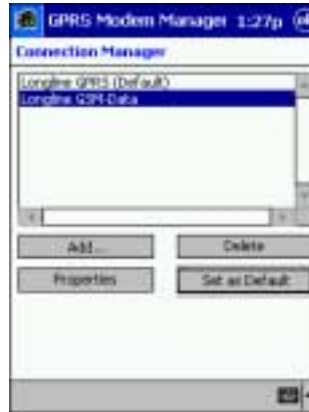 GPRS Modem Manager 1:27p ok
Connection Manager
Longline GPRS (Default)
Longline GSM-Data
Add...
Delete
Properties
Set as Default